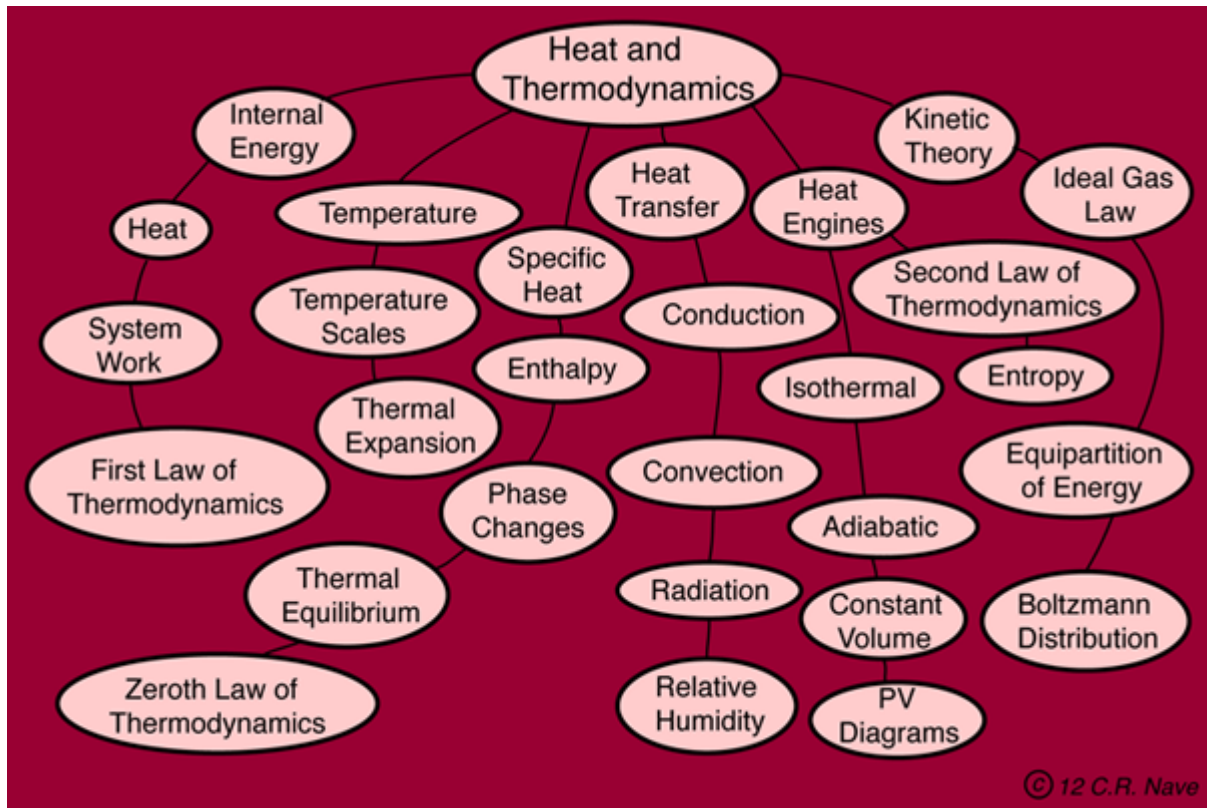 Heat and
Thermodynamics
Internal
Energy
Heat
System
Work
First Law of
Thermodynamics
Temperature
Temperature
Scales
Thermal
Expansion
Specific
Heat
Enthalpy
Phase
Changes
Thermal
Equilibrium
Zeroth Law of
Thermodynamics
Heat
Transfer
Conduction
Convection
Radiation
Relative
Humidity
Heat
Engines
Isothermal
Adiabatic
Constant
Volume
PV
Diagrams
Second Law of
Thermodynamics
Entropy
Kinetic
Theory
Ideal Gas
Law
Equipartition
of Energy
Boltzmann
Distribution
© 12 C.R. Nave